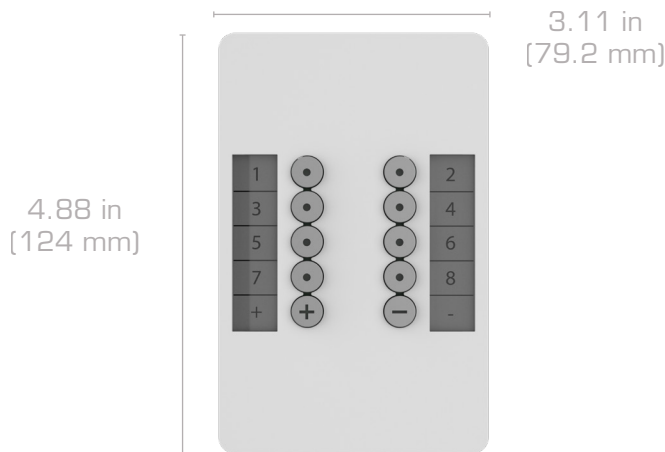 3.11 in
(79.2 mm)
4.88 in
(124 mm)
1 2
3 4
5 6
7 8
+ + − -